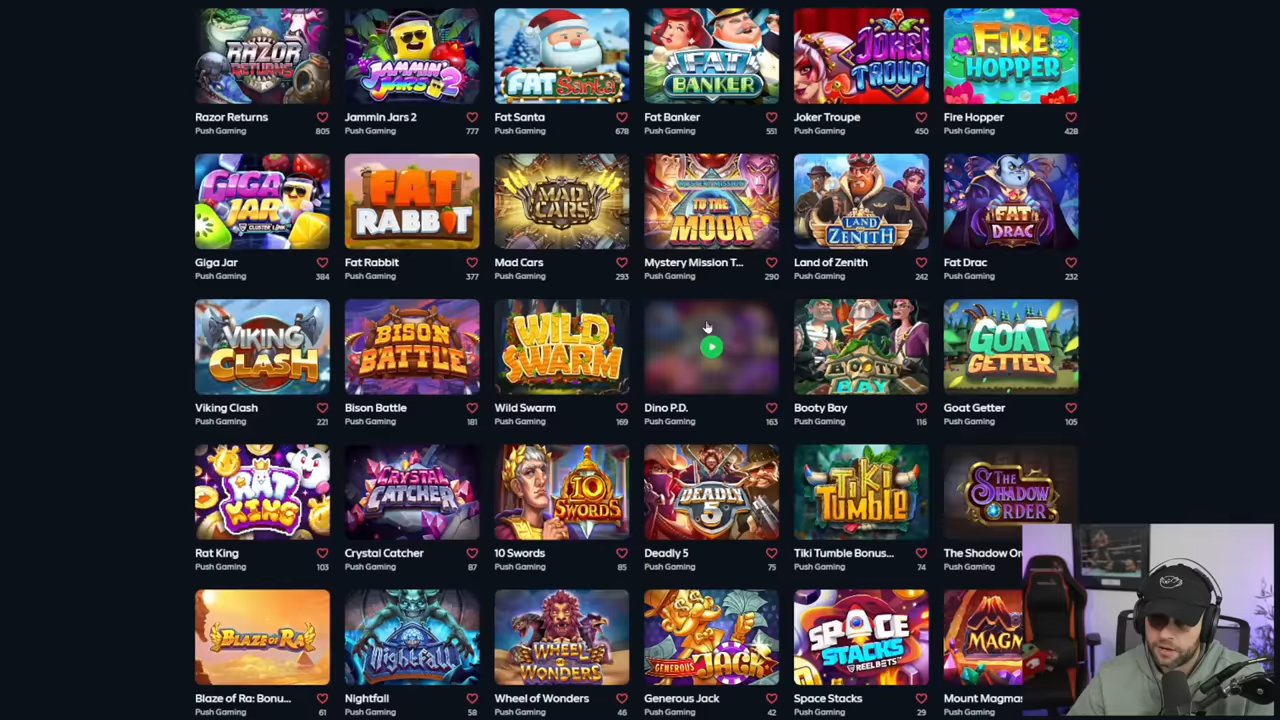 RAZOR
RETURNS
JAMMIN'
JARS 2
FAT Santa
FAT
BANKER
JOKER
TROUPE
FIRE
HOPPER
Razor Returns
Push Gaming
805
Jammin Jars 2
Push Gaming
777
Fat Santa
Push Gaming
678
Fat Banker
Push Gaming
551
Joker Troupe
Push Gaming
450
Fire Hopper
Push Gaming
428
GIGA
JAR
CLUSTER LINK
FAT
RABBIT
MAD
CARS
MYSTERY MISSION
TO THE
MOON
LAND OF
ZENITH
FAT
DRAC
Giga Jar
Push Gaming
384
Fat Rabbit
Push Gaming
377
Mad Cars
Push Gaming
293
Mystery Mission T...
Push Gaming
290
Land of Zenith
Push Gaming
242
Fat Drac
Push Gaming
232
VIKING
CLASH
BISON
BATTLE
WILD
SWARM
BOOTY
BAY
GOAT
GETTER
Viking Clash
Push Gaming
221
Bison Battle
Push Gaming
181
Wild Swarm
Push Gaming
169
Dino P.D.
Push Gaming
163
Booty Bay
Push Gaming
116
Goat Getter
Push Gaming
105
RAT
KING
CRYSTAL
CATCHER
10
SWORDS
DEADLY
5
TIKI
TUMBLE
THE
SHADOW
ORDER
Rat King
Push Gaming
103
Crystal Catcher
Push Gaming
87
10 Swords
Push Gaming
85
Deadly 5
Push Gaming
75
Tiki Tumble Bonus...
Push Gaming
74
The Shadow Or
Push Gaming
BLAZE OF RA
Nightfall
WHEEL OF
WONDERS
GENEROUS JACK
SPACE
STACKS
REEL BETS
MAGM
Blaze of Ra: Bonu...
Push Gaming
61
Nightfall
Push Gaming
58
Wheel of Wonders
Push Gaming
46
Generous Jack
Push Gaming
42
Space Stacks
Push Gaming
29
Mount Magmas
Push Gaming